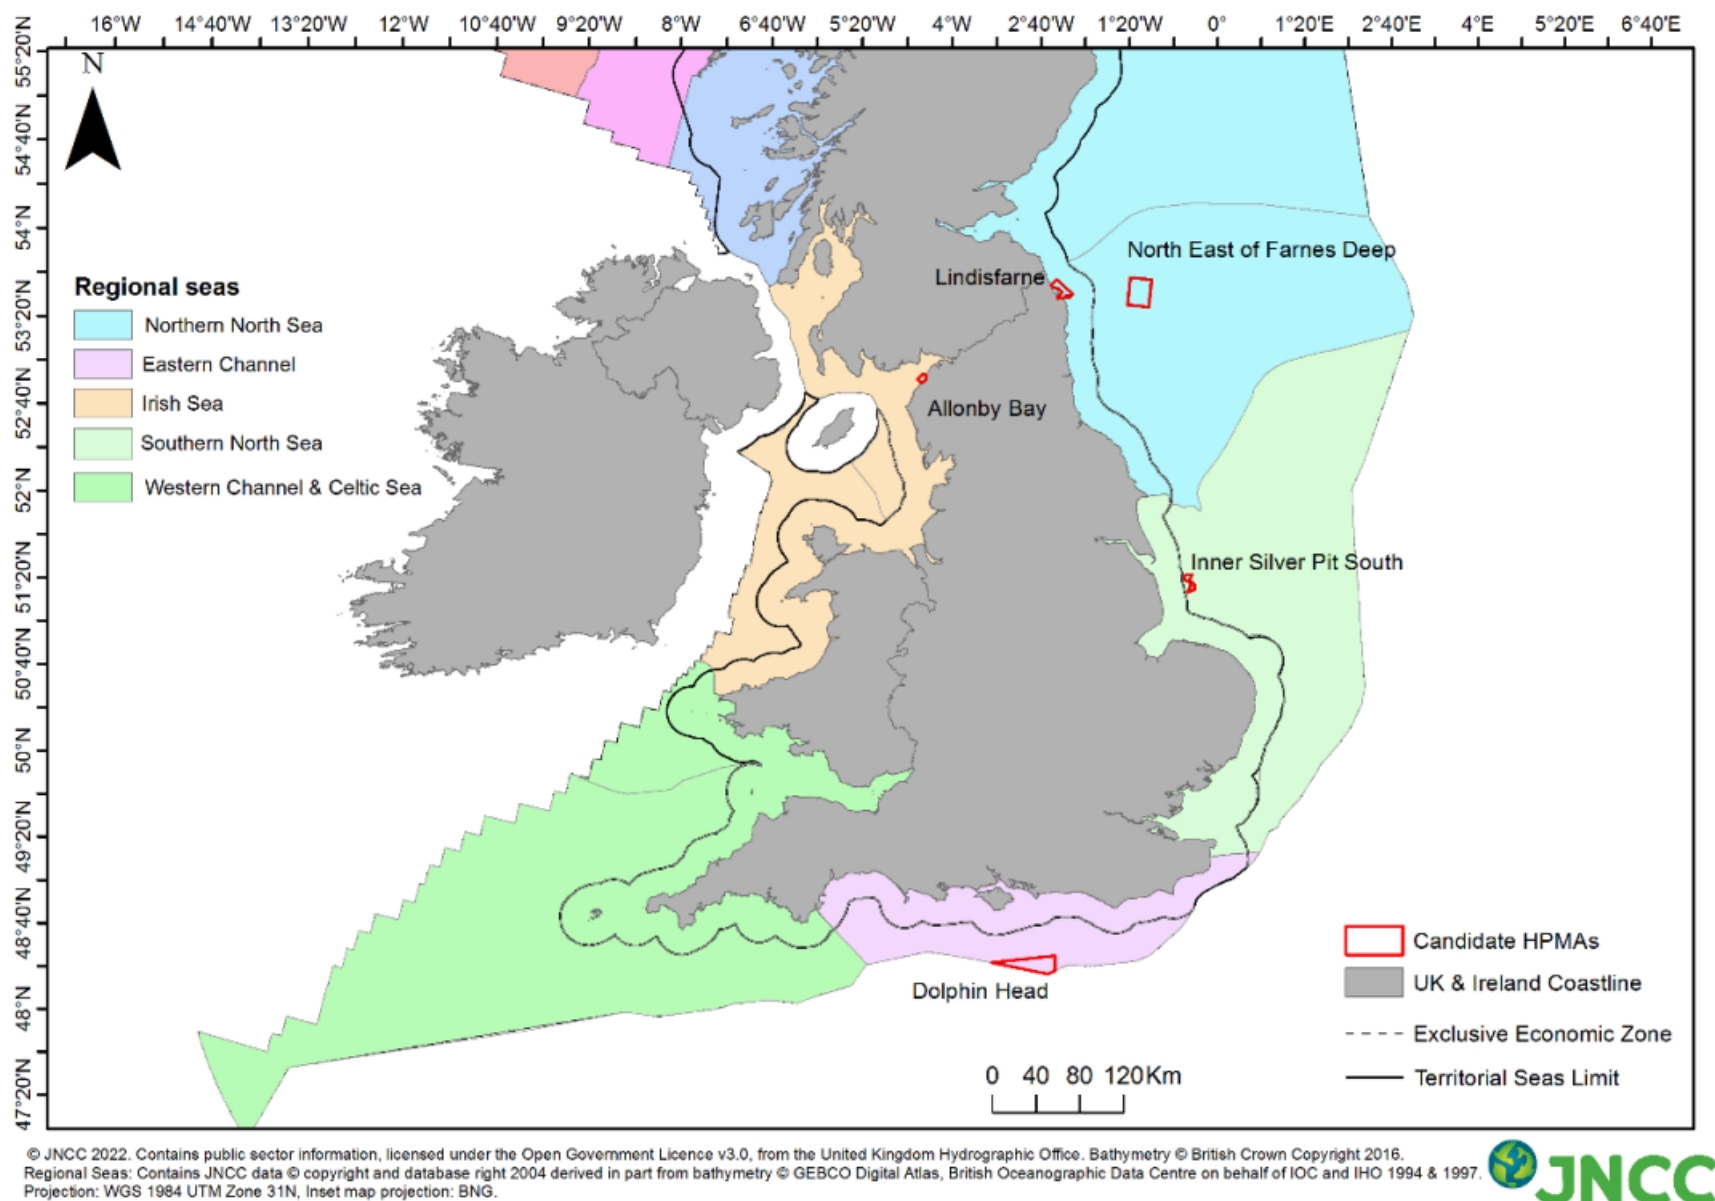 16°W 14°40'W 13°20'W 12°W 10°40'W 9°20'W 8°W 6°40'W 5°20'W 4°W 2°40'W 1°20'W 0° 1°20'E 2°40'E 4°E 5°20'E 6°40'E
55°20'N
54°40'N
54°N
53°20'N
52°40'N
52°N
51°20'N
50°40'N
50°N
49°20'N
48°40'N
48°N
47°20'N
N
North East of Farnes Deep
Lindisfarne
Regional seas
Northern North Sea
Eastern Channel
Irish Sea
Southern North Sea
Western Channel & Celtic Sea
Allonby Bay
Inner Silver Pit South
Dolphin Head
Candidate HPMAs
UK & Ireland Coastline
Exclusive Economic Zone
Territorial Seas Limit
0 40 80 120Km
© JNCC 2022. Contains public sector information, licensed under the Open Government Licence v3.0, from the United Kingdom Hydrographic Office. Bathymetry © British Crown Copyright 2016.
Regional Seas: Contains JNCC data © copyright and database right 2004 derived in part from bathymetry © GEBCO Digital Atlas, British Oceanographic Data Centre on behalf of IOC and IHO 1994 & 1997.
Projection: WGS 1984 UTM Zone 31N, Inset map projection: BNG.
JNCC